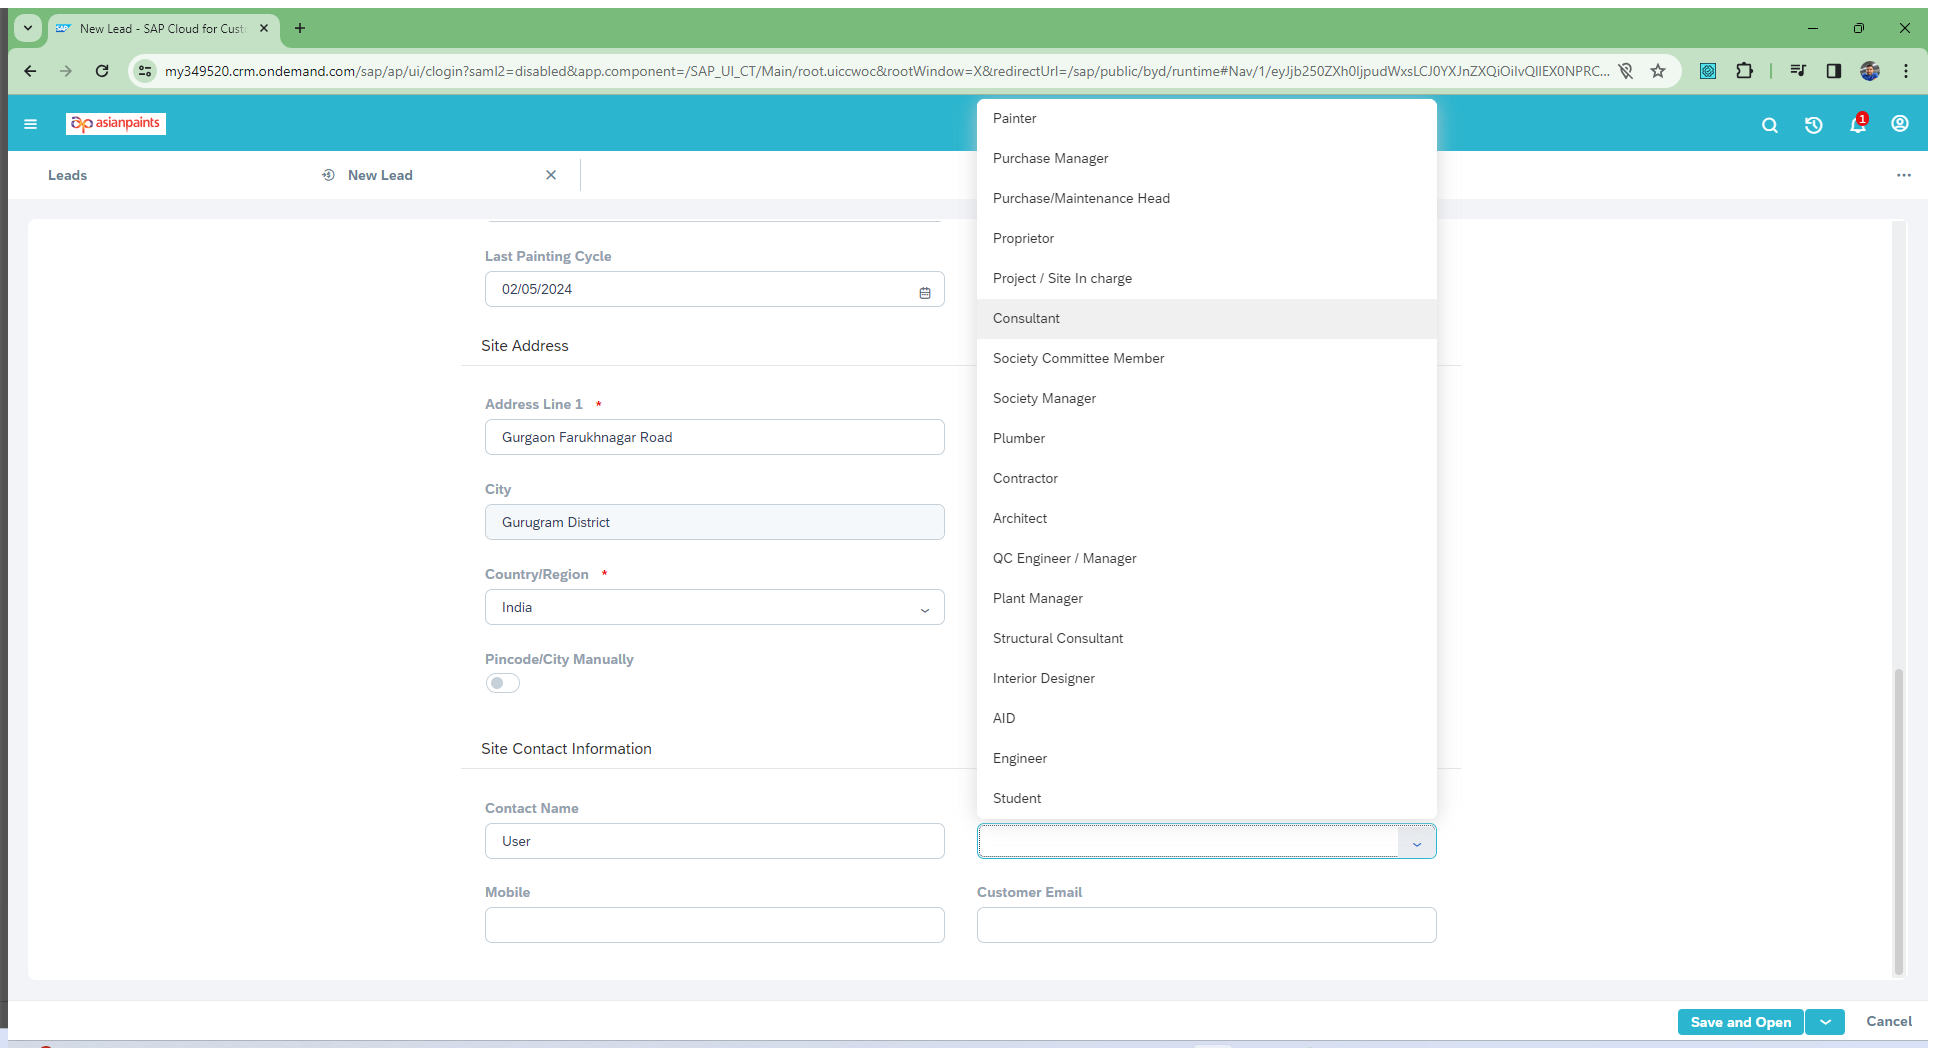 New Lead - SAP Cloud for Cust
my349520.crm.ondemand.com/sap/ap/ui/clogin?saml2=disabled&app.component=/SAP_UI_CT/Main/root.uiccwoc&rootWindow=X&redirectUrl=/sap/public/byd/runtime#Nav/1/eyJjb250ZXh0IjpudWxsLCJ0YXJnZXQiOiIvQllEX0NPRC...
asianpaints
1
Leads
New Lead
Last Painting Cycle
02/05/2024
Site Address
Address Line 1 *
Gurgaon Farukhnagar Road
City
Gurugram District
Country/Region *
India
Pincode/City Manually
Painter
Purchase Manager
Purchase/Maintenance Head
Proprietor
Project / Site In charge
Consultant
Society Committee Member
Society Manager
Plumber
Contractor
Architect
QC Engineer / Manager
Plant Manager
Structural Consultant
Interior Designer
AID
Engineer
Student
Site Contact Information
Contact Name
User
Mobile
Customer Email
Save and Open
Cancel